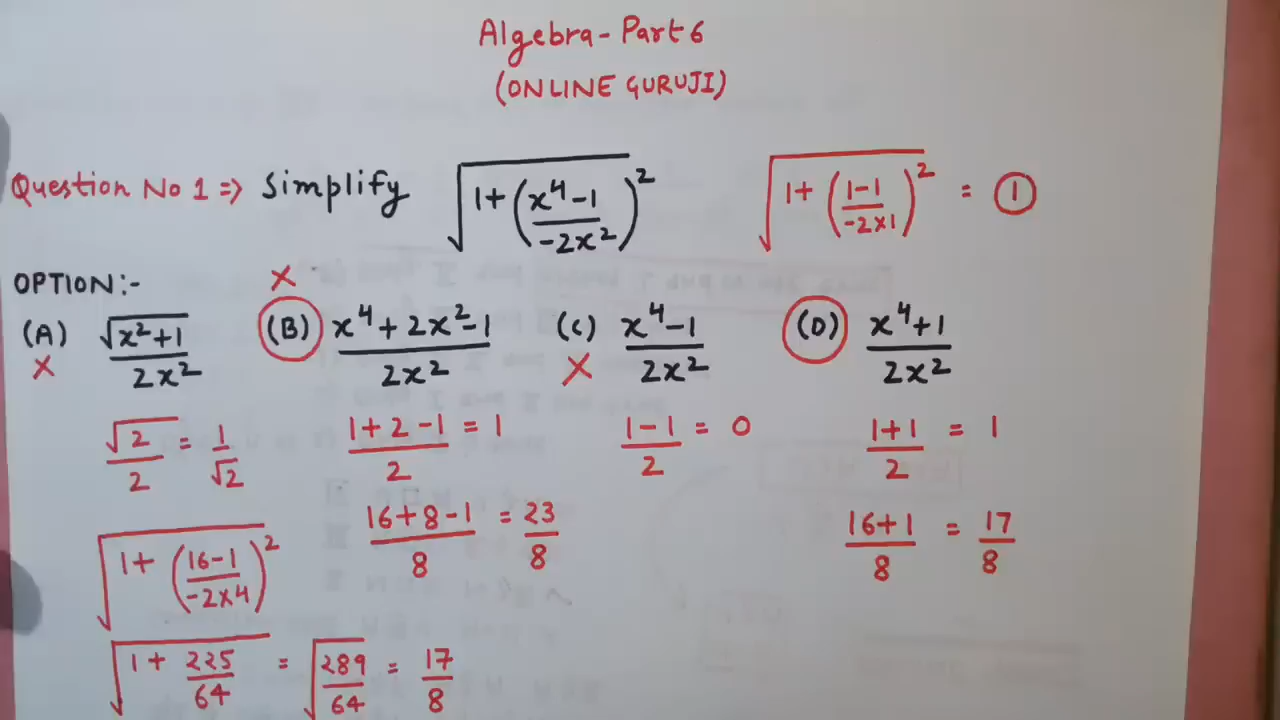 Algebra - Part 6
(ONLINE GURUJI)
Question No 1 => Simplify √(1+((x⁴-1)/(-2x²))²) √(1+((1-1)/(-2×1))²) = 1
OPTION:- ×
(A) √(x²+1)/2x² (B) (x⁴+2x²-1)/2x² (C) (x⁴-1)/2x² (D) (x⁴+1)/2x²
× ×
√2/2 = 1/√2 (1+2-1)/2 = 1 (1-1)/2 = 0 (1+1)/2 = 1
(16+8-1)/8 = 23/8 (16+1)/8 = 17/8
√(1+((16-1)/(-2×4))²)
√(1+225/64) = √(289/64) = 17/8